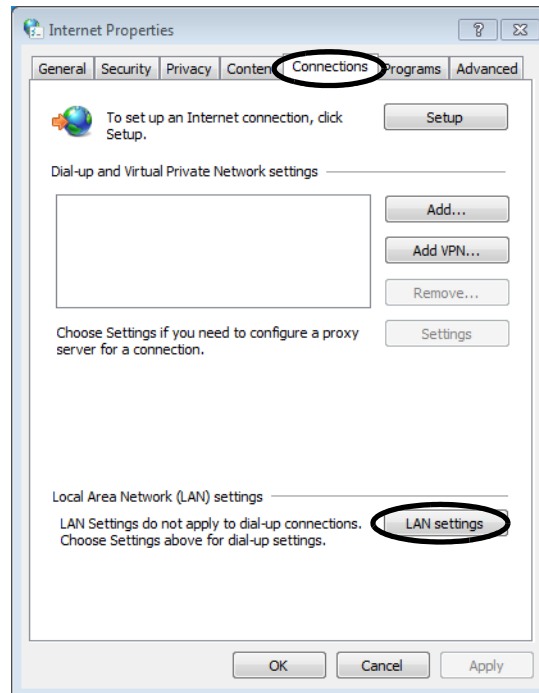 Internet Properties
General Security Privacy Conten Connections Programs Advanced
To set up an Internet connection, click
Setup.
Setup
Dial-up and Virtual Private Network settings
Add...
Add VPN...
Remove...
Choose Settings if you need to configure a proxy
server for a connection.
Settings
Local Area Network (LAN) settings
LAN Settings do not apply to dial-up connections.
Choose Settings above for dial-up settings.
LAN settings
OK Cancel Apply